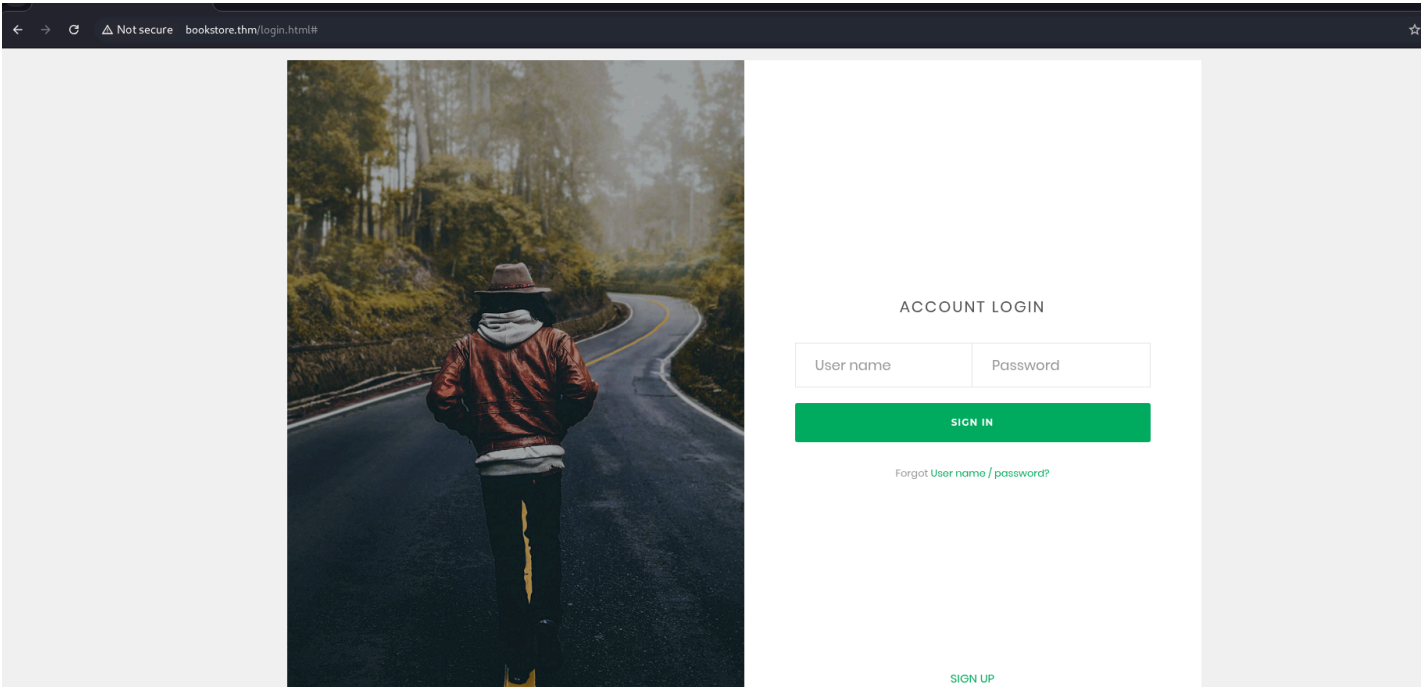 Not secure bookstore.thm/login.html#
ACCOUNT LOGIN
User name Password
SIGN IN
Forgot User name / password?
SIGN UP